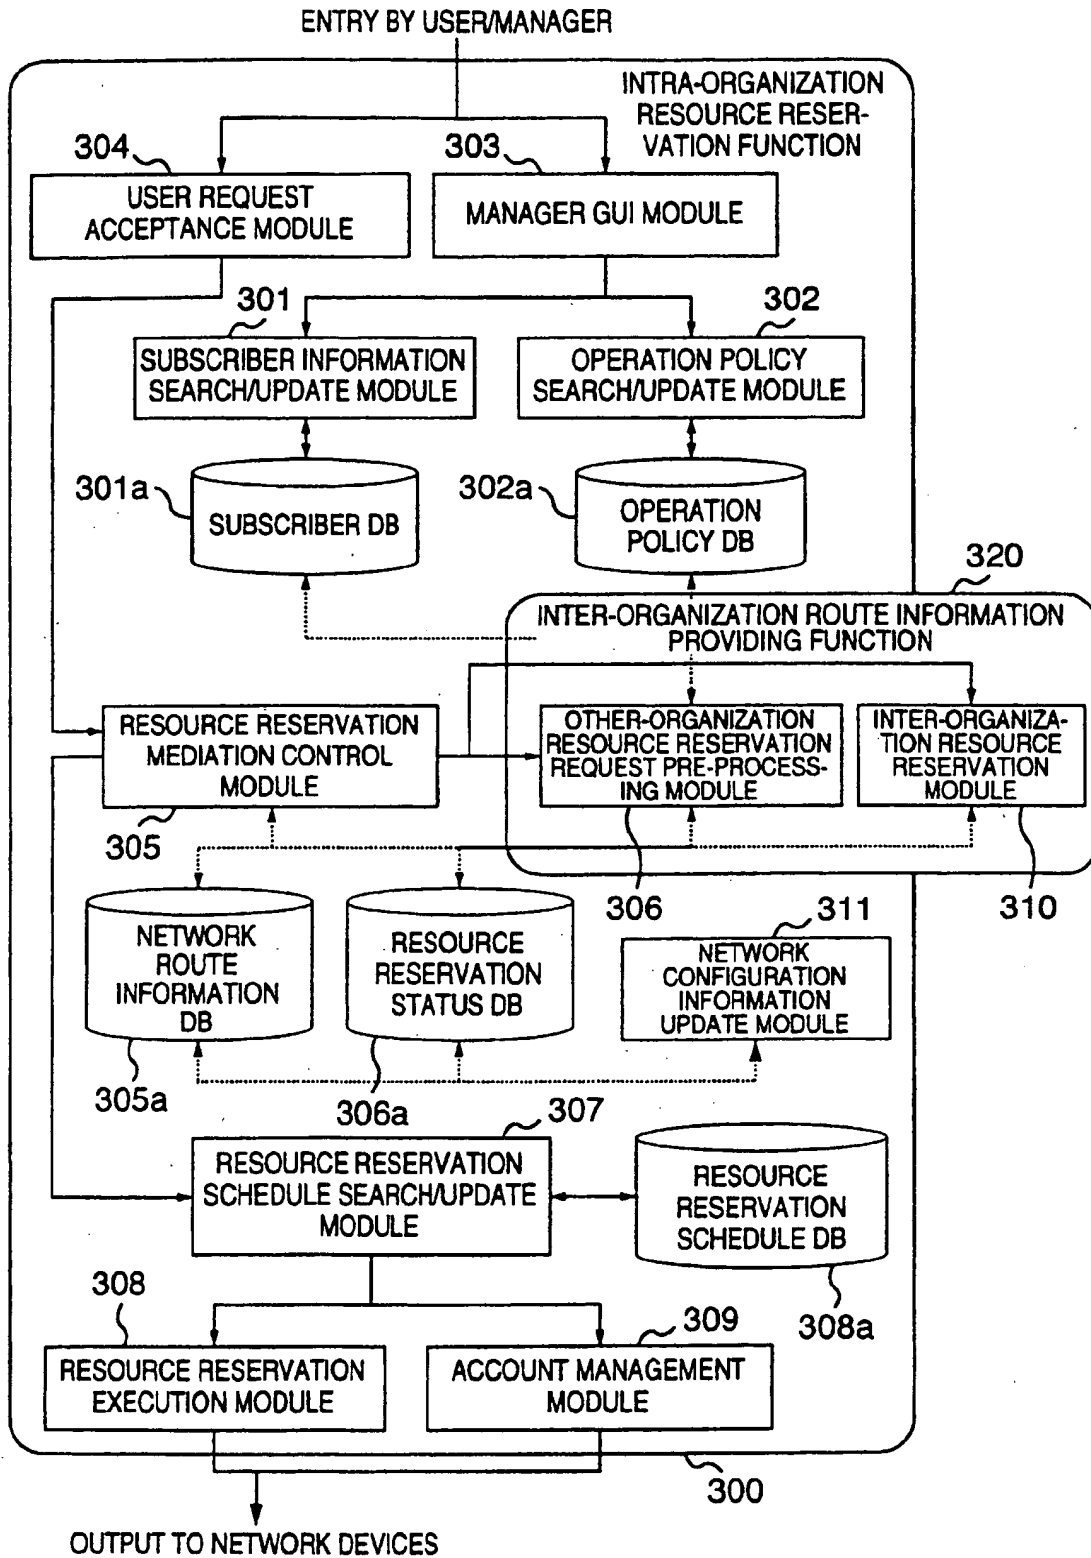 ENTRY BY USER/MANAGER
INTRA-ORGANIZATION
RESOURCE RESER-
VATION FUNCTION
304
303
USER REQUEST
ACCEPTANCE MODULE
MANAGER GUI MODULE
301
302
SUBSCRIBER INFORMATION
SEARCH/UPDATE MODULE
OPERATION POLICY
SEARCH/UPDATE MODULE
301a
SUBSCRIBER DB
302a
OPERATION
POLICY DB
320
INTER-ORGANIZATION ROUTE INFORMATION
PROVIDING FUNCTION
RESOURCE RESERVATION
MEDIATION CONTROL
MODULE
OTHER-ORGANIZATION
RESOURCE RESERVATION
REQUEST PRE-PROCESS-
ING MODULE
INTER-ORGANIZA-
TION RESOURCE
RESERVATION
MODULE
305
306
310
311
NETWORK
ROUTE
INFORMATION
DB
RESOURCE
RESERVATION
STATUS DB
NETWORK
CONFIGURATION
INFORMATION
UPDATE MODULE
305a
306a
307
RESOURCE RESERVATION
SCHEDULE SEARCH/UPDATE
MODULE
RESOURCE
RESERVATION
SCHEDULE DB
308
309
308a
RESOURCE RESERVATION
EXECUTION MODULE
ACCOUNT MANAGEMENT
MODULE
300
OUTPUT TO NETWORK DEVICES